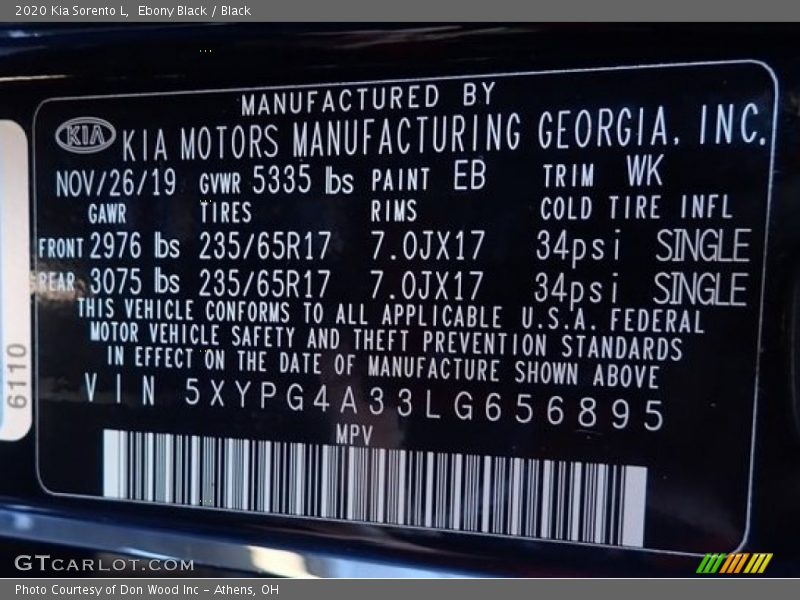 2020 Kia Sorento L, Ebony Black / Black
MANUFACTURED BY
KIA KIA MOTORS MANUFACTURING GEORGIA, INC.
NOV/26/19 GVWR 5335 lbs PAINT EB TRIM WK
GAWR TIRES RIMS COLD TIRE INFL
FRONT 2976 lbs 235/65R17 7.0JX17 34psi SINGLE
REAR 3075 lbs 235/65R17 7.0JX17 34psi SINGLE
THIS VEHICLE CONFORMS TO ALL APPLICABLE U.S.A. FEDERAL
MOTOR VEHICLE SAFETY AND THEFT PREVENTION STANDARDS
IN EFFECT ON THE DATE OF MANUFACTURE SHOWN ABOVE
VIN 5XYPG4A33LG656895
MPV
6110
GTCARLOT.COM
Photo Courtesy of Don Wood Inc - Athens, OH